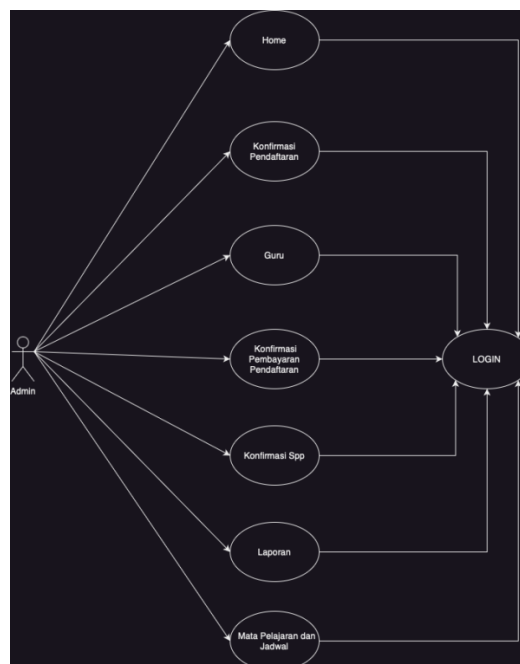 Home
Konfirmasi
Pendaftaran
Guru
Konfirmasi
Pembayaran
Pendaftaran
LOGIN
Admin
Konfirmasi Spp
Laporan
Mata Pelajaran dan
Jadwal